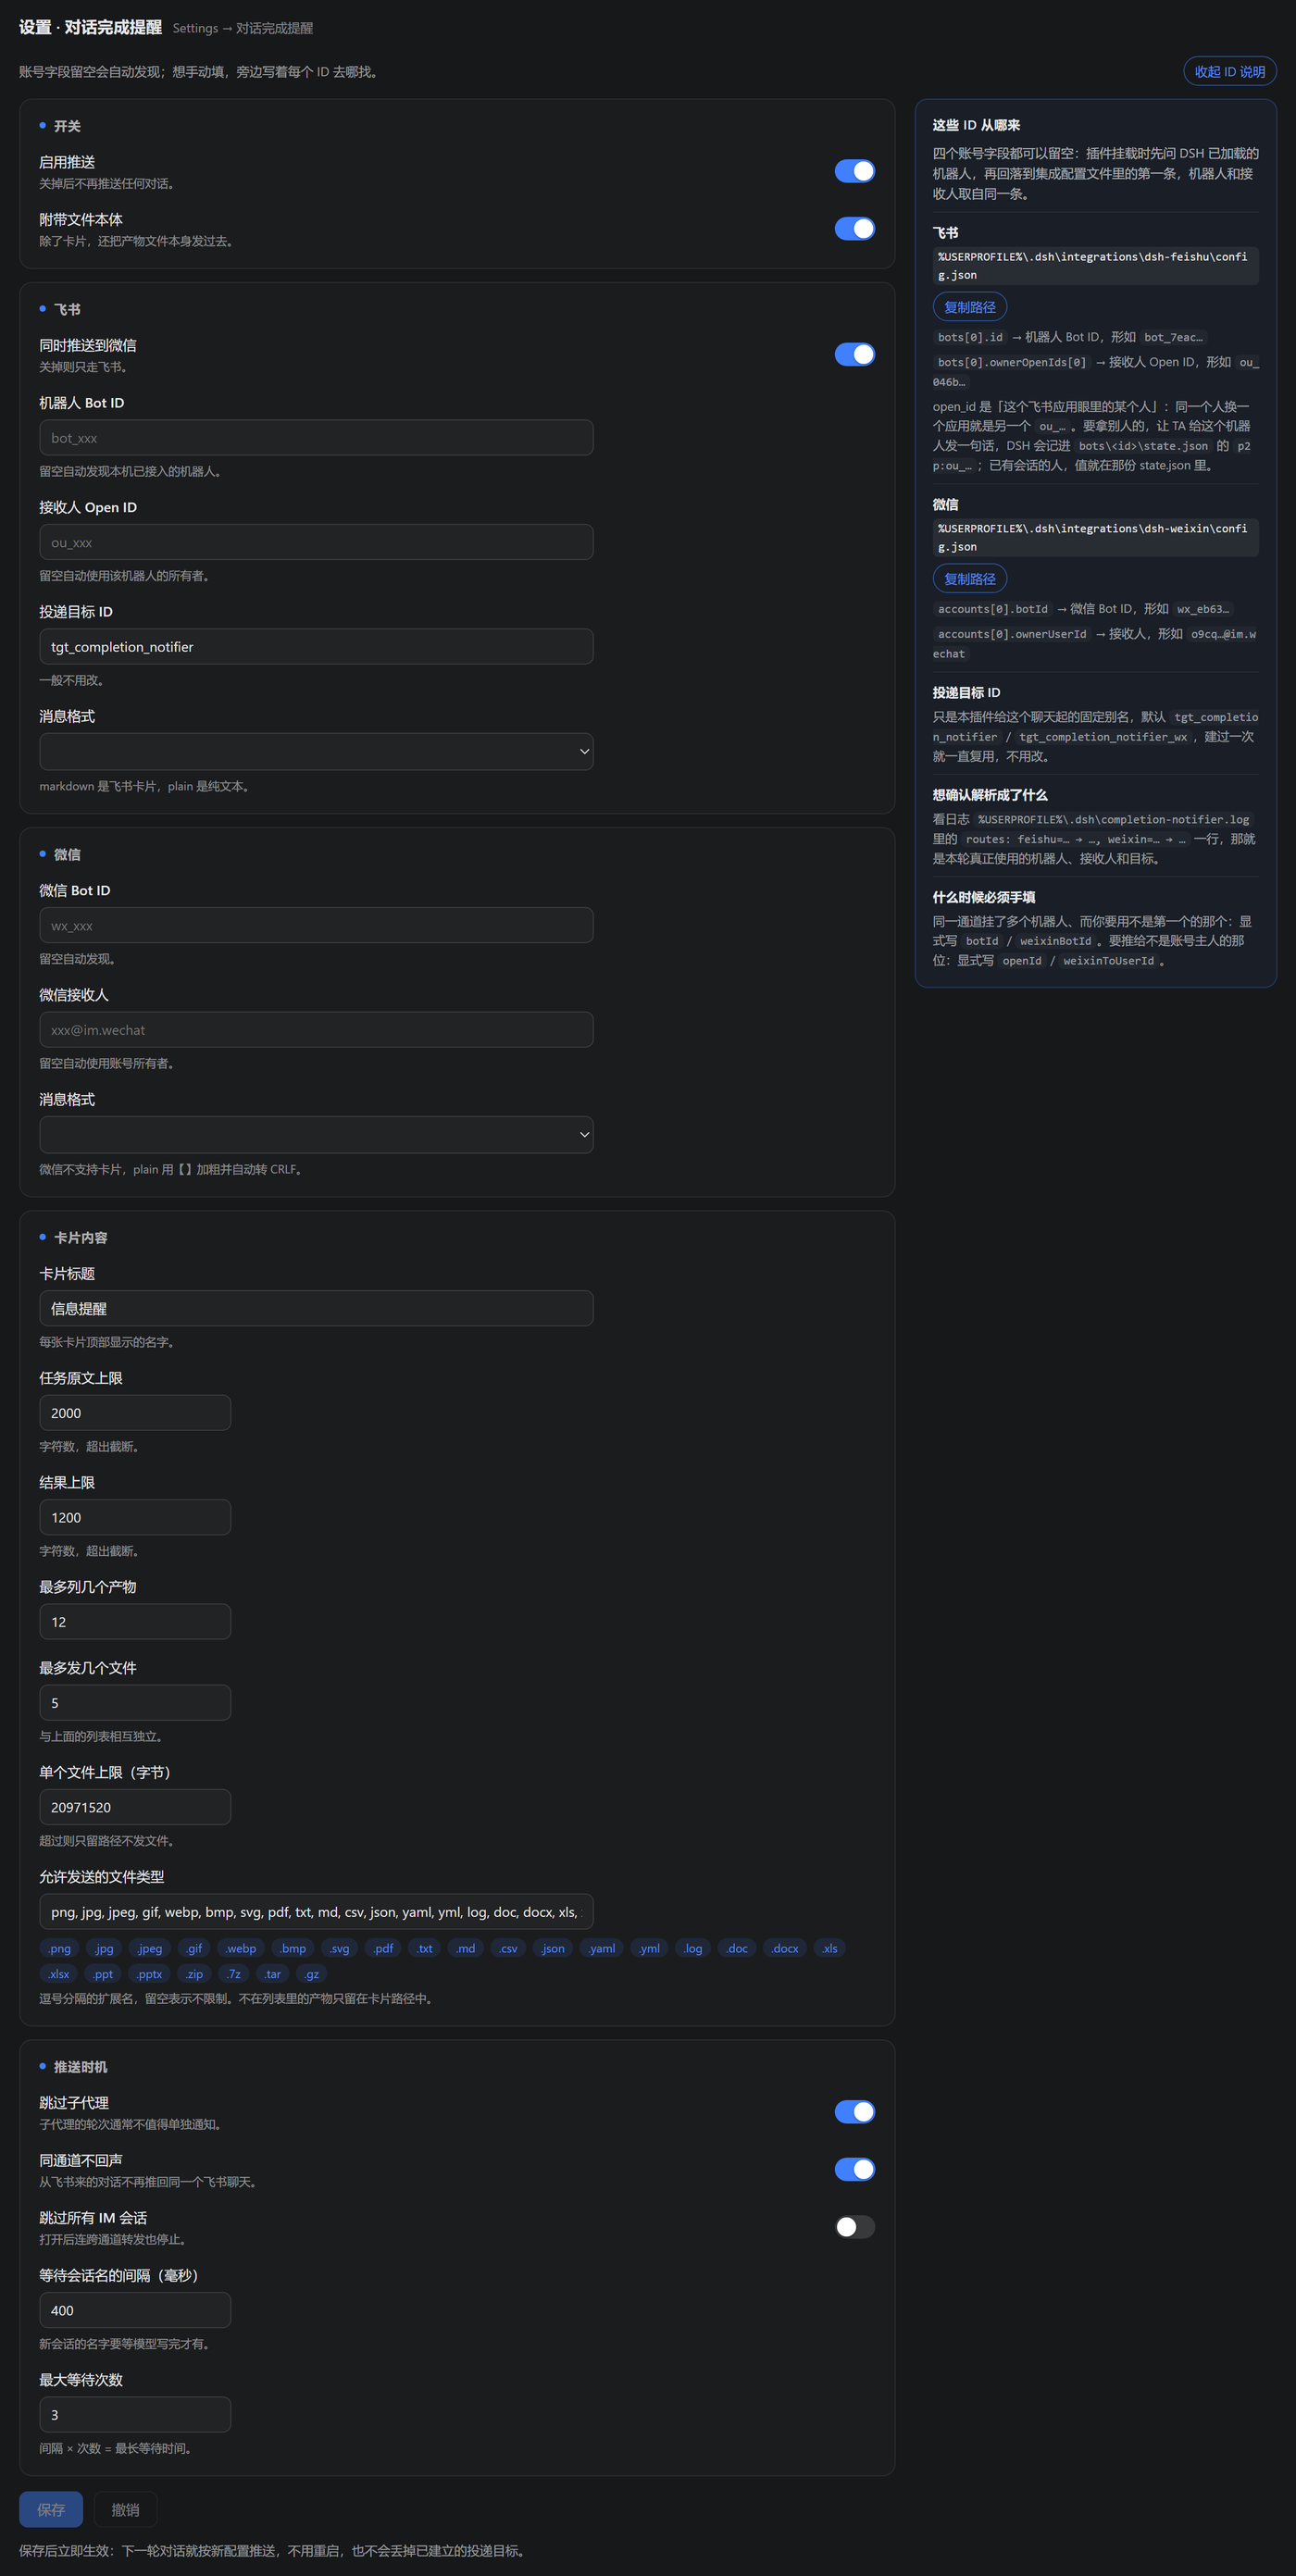 设置 · 对话完成提醒 Settings → 对话完成提醒
账号字段留空会自动发现；想手动填，旁边写着每个 ID 去哪找。
收起 ID 说明
开关
启用推送
关掉后不再推送任何对话。
附带文件本体
除了卡片，还把产物文件本身发过去。
飞书
同时推送到微信
关掉则只走飞书。
机器人 Bot ID
bot_xxx
留空自动发现本机已接入的机器人。
接收人 Open ID
ou_xxx
留空自动使用该机器人的所有者。
投递目标 ID
tgt_completion_notifier
一般不用改。
消息格式
markdown 是飞书卡片，plain 是纯文本。
微信
微信 Bot ID
wx_xxx
留空自动发现。
微信接收人
xxx@im.wechat
留空自动使用账号所有者。
消息格式
微信不支持卡片，plain 用【】加粗并自动转 CRLF。
卡片内容
卡片标题
信息提醒
每张卡片顶部显示的名字。
任务原文上限
2000
字符数，超出截断。
结果上限
1200
字符数，超出截断。
最多列几个产物
12
最多发几个文件
5
与上面的列表相互独立。
单个文件上限（字节）
20971520
超过则只留路径不发文件。
允许发送的文件类型
png, jpg, jpeg, gif, webp, bmp, svg, pdf, txt, md, csv, json, yaml, yml, log, doc, docx, xls,
.png .jpg .jpeg .gif .webp .bmp .svg .pdf .txt .md .csv .json .yaml .yml .log .doc .docx .xls
.xlsx .ppt .pptx .zip .7z .tar .gz
逗号分隔的扩展名，留空表示不限制。不在列表里的产物只留在卡片路径中。
推送时机
跳过子代理
子代理的轮次通常不值得单独通知。
同通道不回声
从飞书来的对话不再推回同一个飞书聊天。
跳过所有 IM 会话
打开后连跨通道转发也停止。
等待会话名的间隔（毫秒）
400
新会话的名字要等模型写完才有。
最大等待次数
3
间隔 × 次数 = 最长等待时间。
保存 撤销
保存后立即生效：下一轮对话就按新配置推送，不用重启，也不会丢掉已建立的投递目标。
这些 ID 从哪来
四个账号字段都可以留空：插件挂载时先问 DSH 已加载的
机器人，再回落到集成配置文件里的第一条，机器人和接
收人取自同一条。
飞书
%USERPROFILE%\.dsh\integrations\dsh-feishu\confi
g.json
复制路径
bots[0].id → 机器人 Bot ID，形如 bot_7eac…
bots[0].ownerOpenIds[0] → 接收人 Open ID，形如 ou_
046b…
open_id 是「这个飞书应用眼里的某个人」：同一个人换一
个应用就是另一个 ou_…。要拿别人的，让 TA 给这个机器
人发一句话，DSH 会记进 bots\<id>\state.json 的 p2
p:ou_…；已有会话的人，值就在那份 state.json 里。
微信
%USERPROFILE%\.dsh\integrations\dsh-weixin\confi
g.json
复制路径
accounts[0].botId → 微信 Bot ID，形如 wx_eb63…
accounts[0].ownerUserId → 接收人，形如 o9cq…@im.w
echat
投递目标 ID
只是本插件给这个聊天起的固定别名，默认 tgt_completio
n_notifier / tgt_completion_notifier_wx，建过一次
就一直复用，不用改。
想确认解析成了什么
看日志 %USERPROFILE%\.dsh\completion-notifier.log
里的 routes: feishu=… → …, weixin=… → … 一行，那就
是本轮真正使用的机器人、接收人和目标。
什么时候必须手填
同一通道挂了多个机器人、而你要用不是第一个的那个：显
式写 botId / weixinBotId。要推给不是账号主人的那
位：显式写 openId / weixinToUserId。